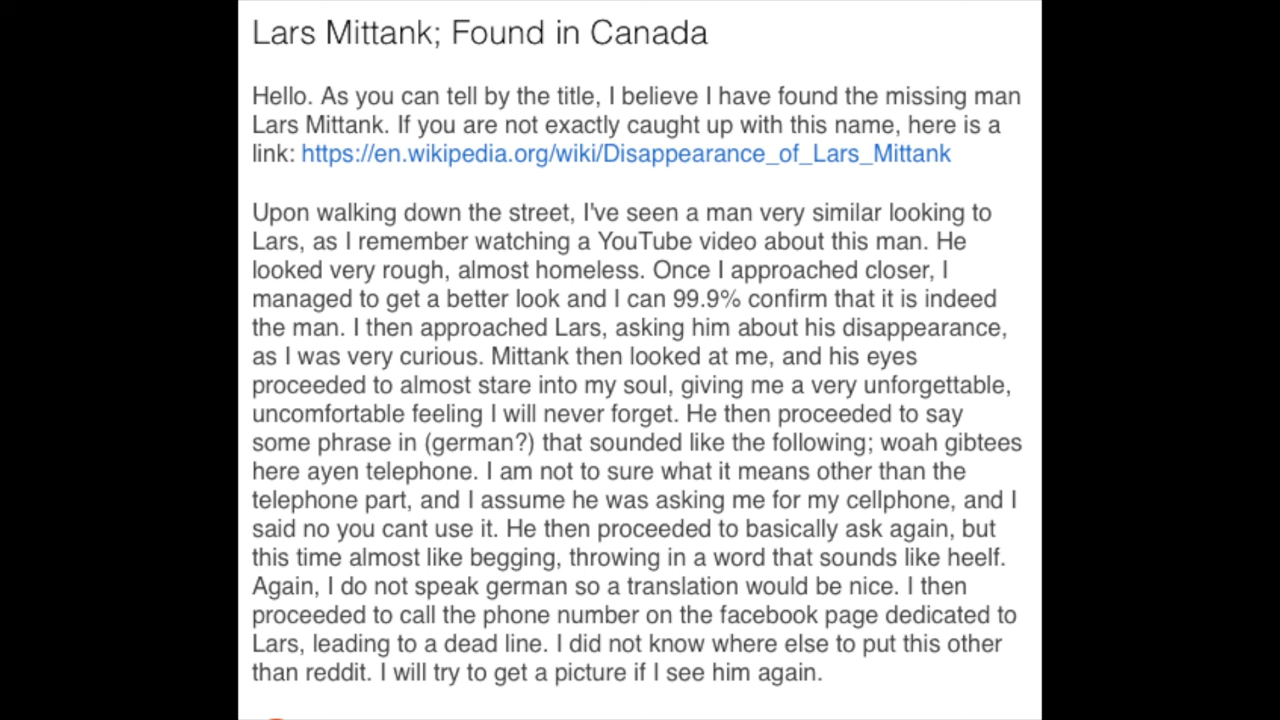 Lars Mittank; Found in Canada
Hello. As you can tell by the title, I believe I have found the missing man
Lars Mittank. If you are not exactly caught up with this name, here is a
link: https://en.wikipedia.org/wiki/Disappearance_of_Lars_Mittank
Upon walking down the street, I've seen a man very similar looking to
Lars, as I remember watching a YouTube video about this man. He
looked very rough, almost homeless. Once I approached closer, I
managed to get a better look and I can 99.9% confirm that it is indeed
the man. I then approached Lars, asking him about his disappearance,
as I was very curious. Mittank then looked at me, and his eyes
proceeded to almost stare into my soul, giving me a very unforgettable,
uncomfortable feeling I will never forget. He then proceeded to say
some phrase in (german?) that sounded like the following; woah gibtees
here ayen telephone. I am not to sure what it means other than the
telephone part, and I assume he was asking me for my cellphone, and I
said no you cant use it. He then proceeded to basically ask again, but
this time almost like begging, throwing in a word that sounds like heelf.
Again, I do not speak german so a translation would be nice. I then
proceeded to call the phone number on the facebook page dedicated to
Lars, leading to a dead line. I did not know where else to put this other
than reddit. I will try to get a picture if I see him again.